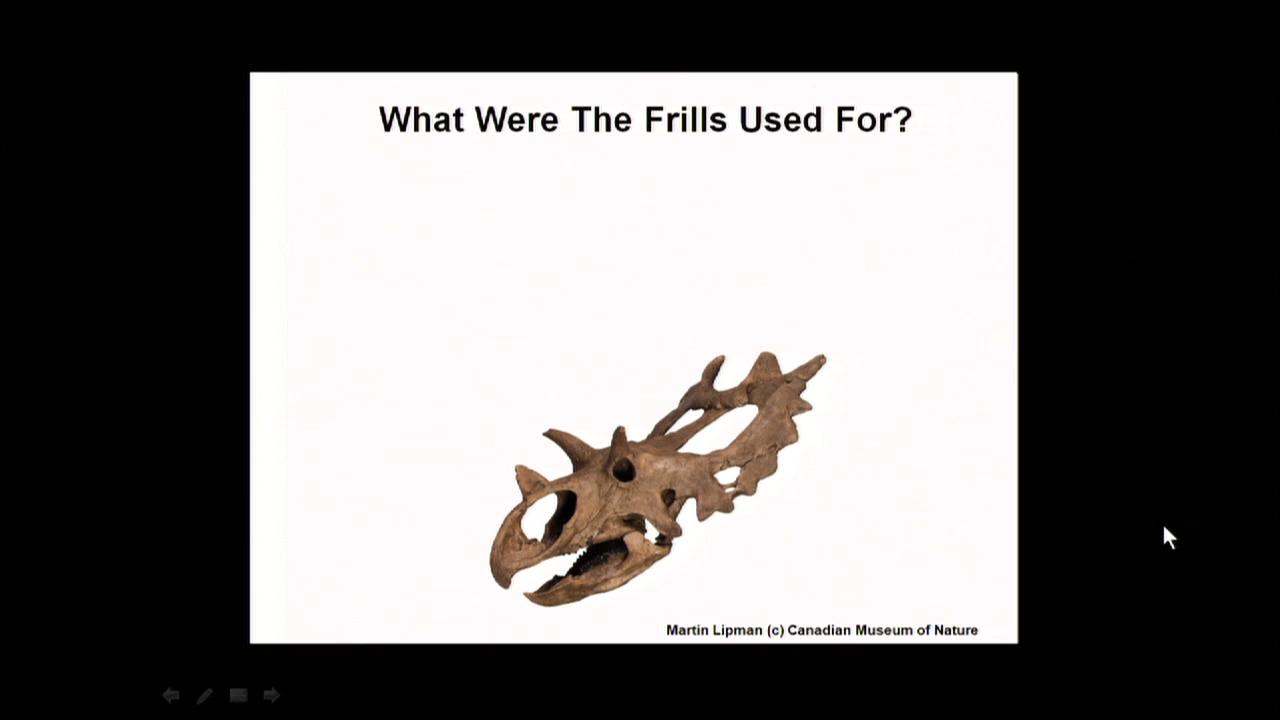 What Were The Frills Used For?
Martin Lipman (c) Canadian Museum of Nature